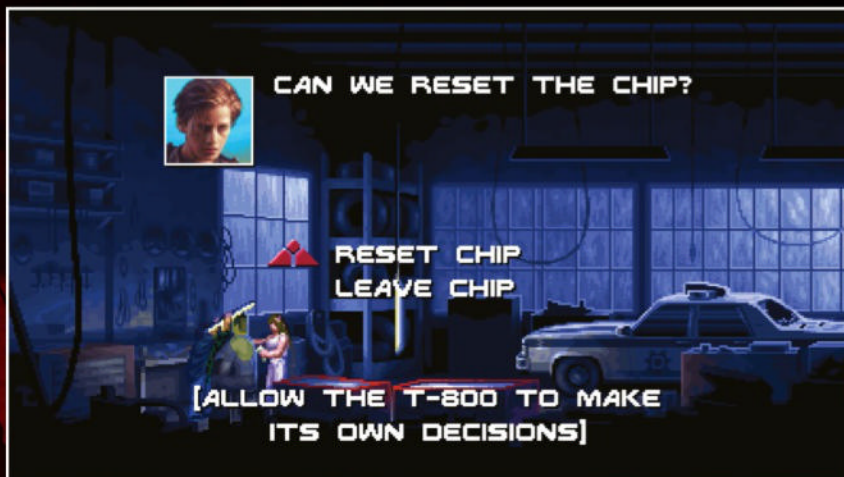 CAN WE RESET THE CHIP?
RESET CHIP
LEAVE CHIP
[ALLOW THE T-800 TO MAKE
ITS OWN DECISIONS]